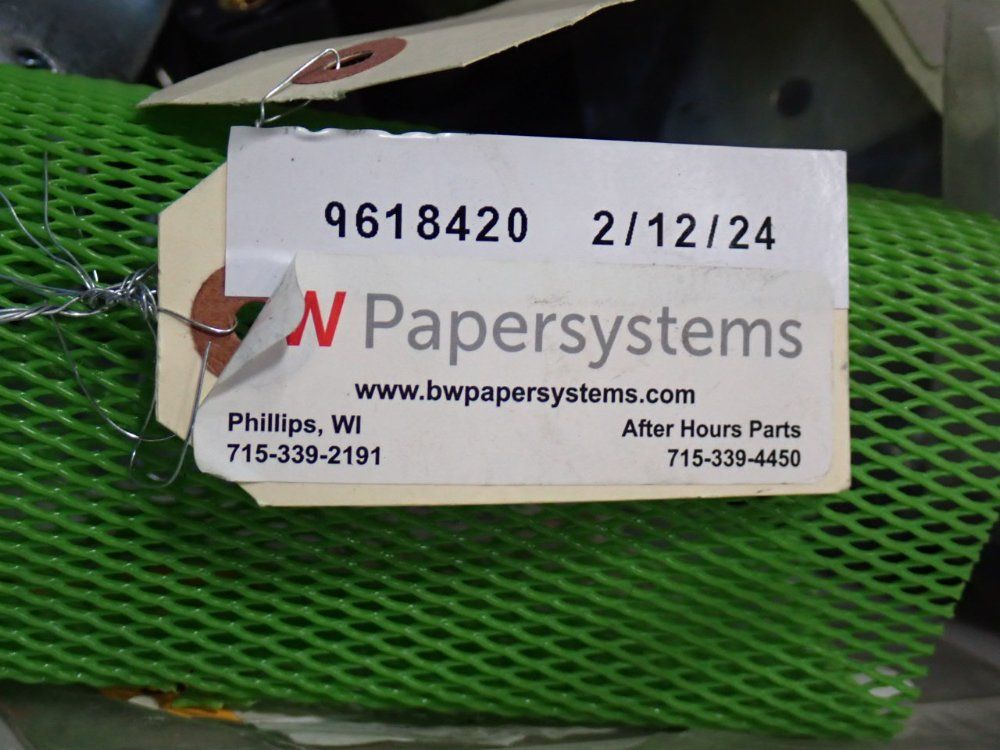 9618420 2/12/24
W Papersystems
www.bwpapersystems.com
Phillips, WI After Hours Parts
715-339-2191 715-339-4450